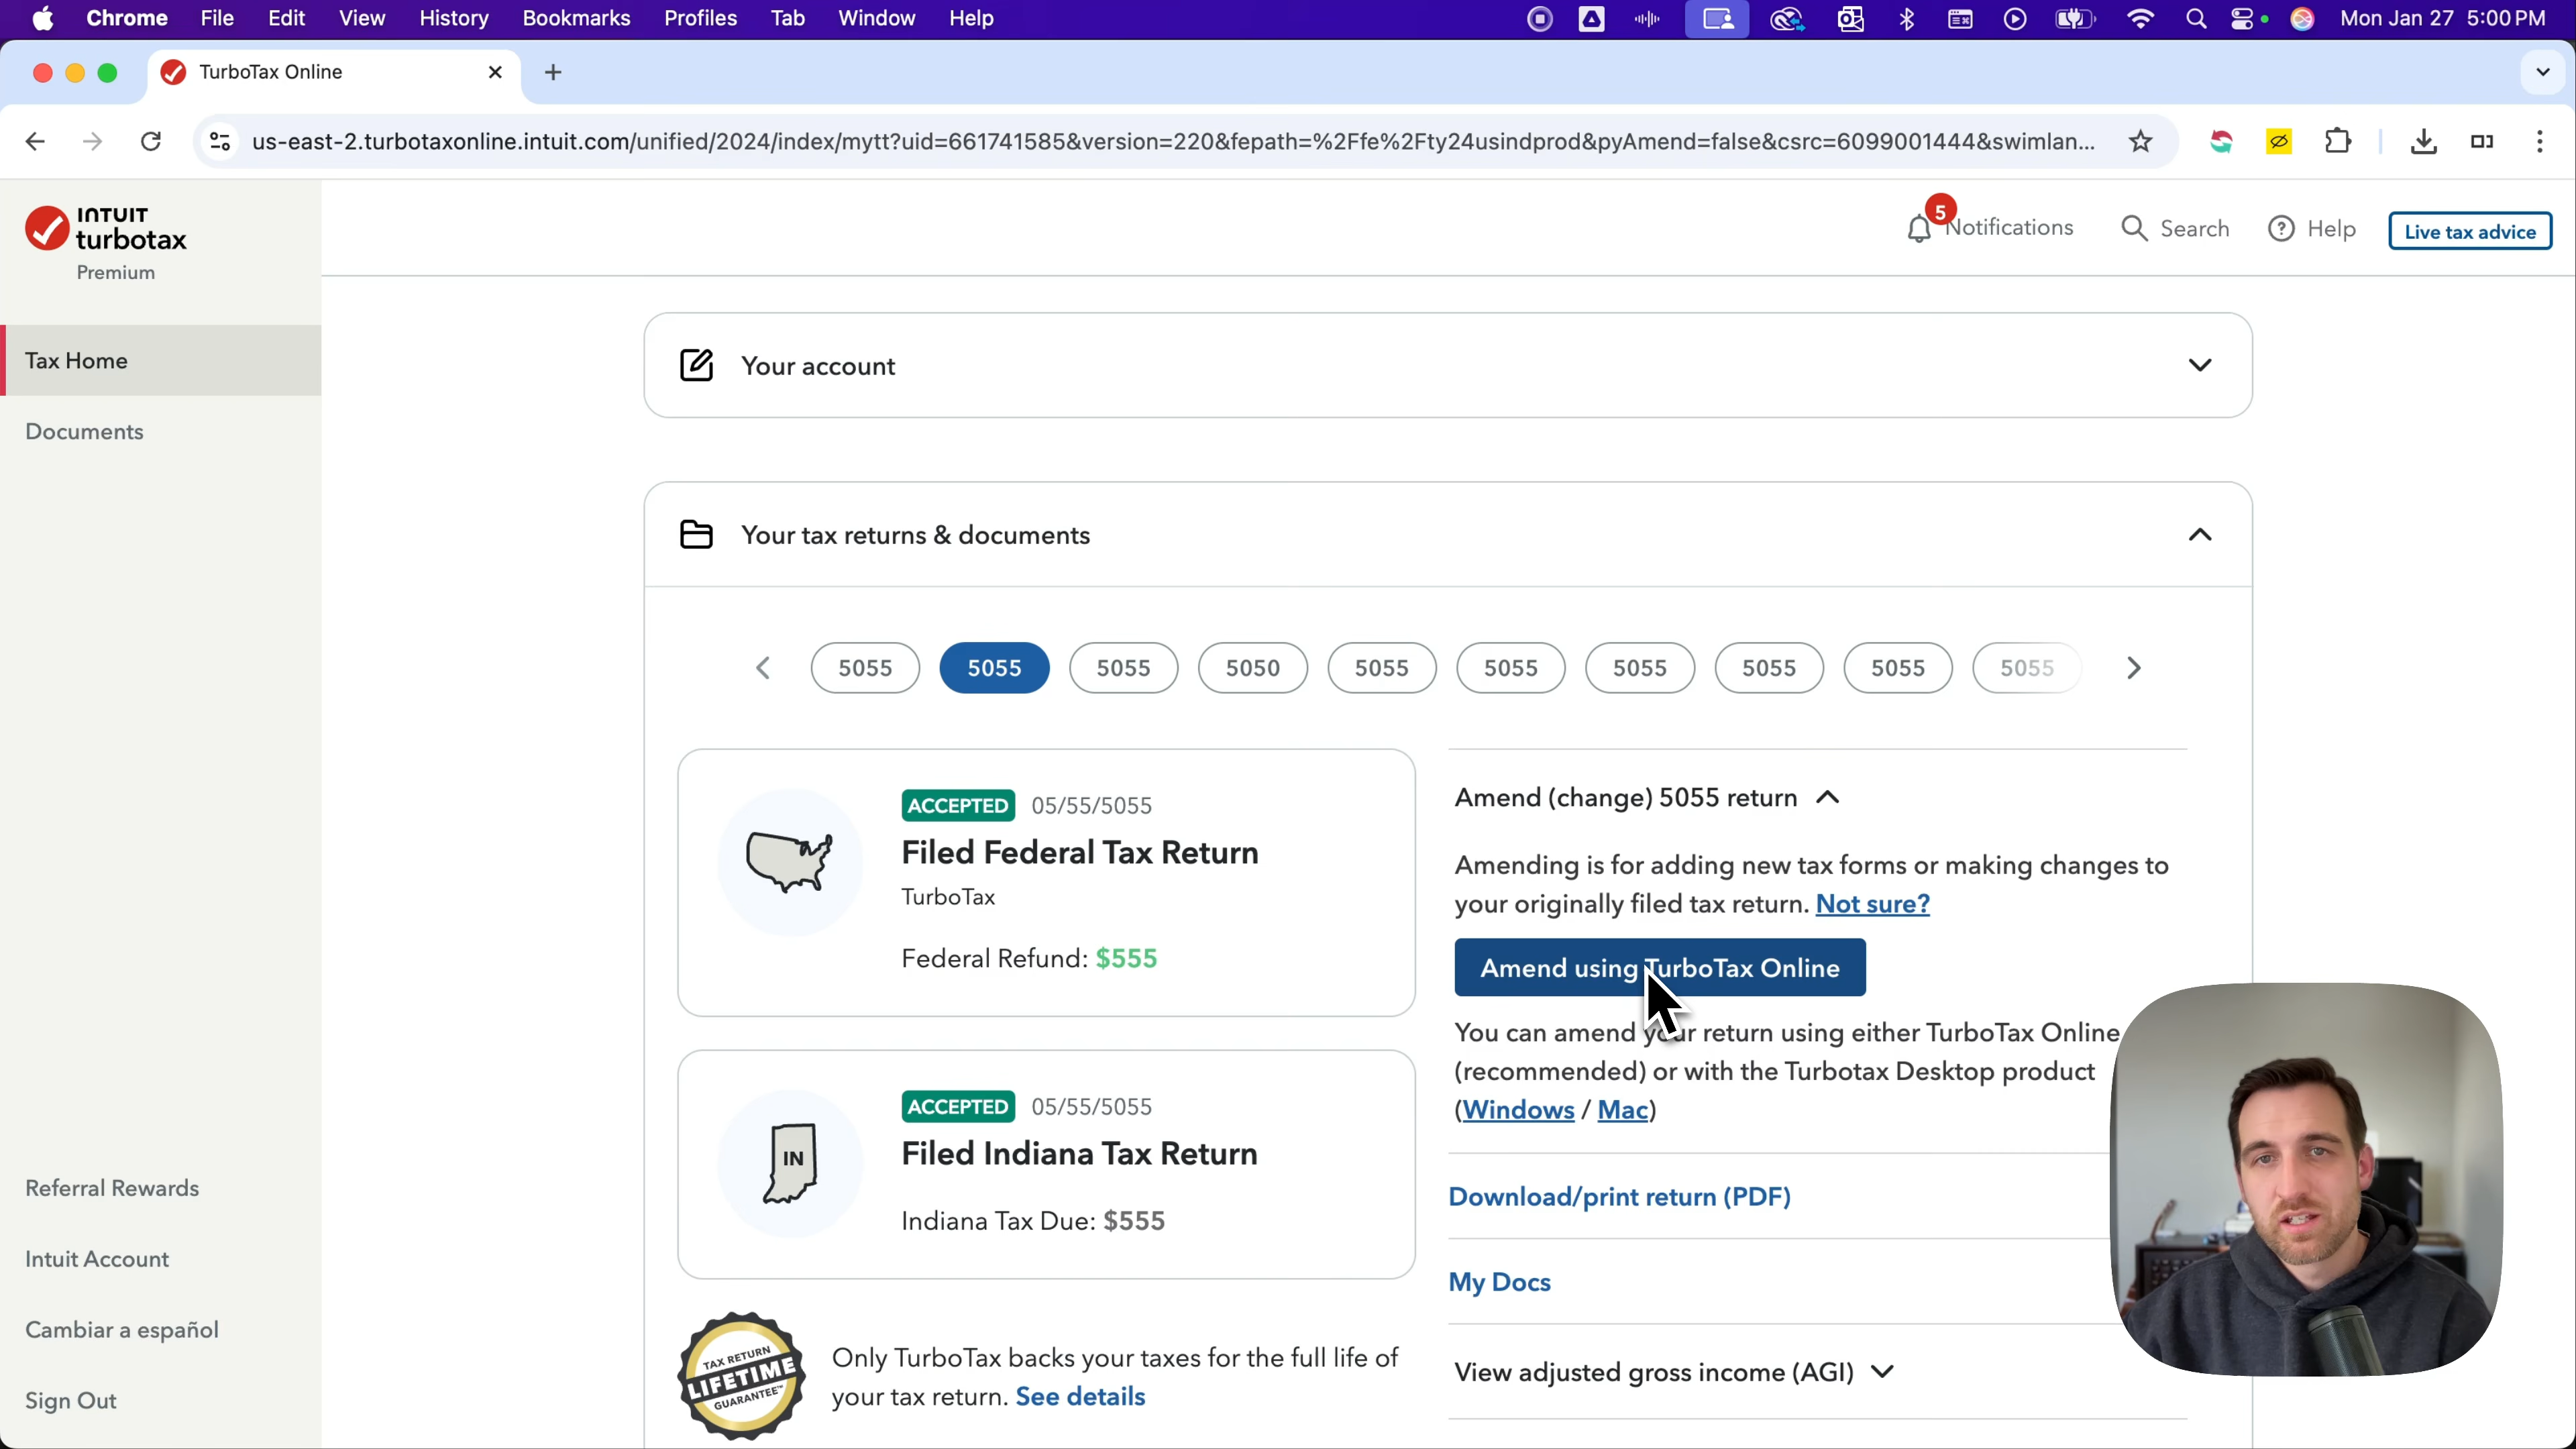 Chrome File Edit View History Bookmarks Profiles Tab Window Help Mon Jan 27 5:00 PM
TurboTax Online
us-east-2.turbotaxonline.intuit.com/unified/2024/index/mytt?uid=661741585&version=220&fepath=%2Ffe%2Fty24usindprod&pyAmend=false&csrc=6099001444&swimlan...
INTUIT
turbotax
Premium
5
Notifications Search Help Live tax advice
Tax Home
Documents
Referral Rewards
Intuit Account
Cambiar a español
Sign Out
Your account
Your tax returns & documents
5055 5055 5055 5050 5055 5055 5055 5055 5055 5055
ACCEPTED 05/55/5055
Filed Federal Tax Return
TurboTax
Federal Refund: $555
IN
ACCEPTED 05/55/5055
Filed Indiana Tax Return
Indiana Tax Due: $555
TAX RETURN
LIFETIME
GUARANTEE™
Only TurboTax backs your taxes for the full life of
your tax return. See details
Amend (change) 5055 return
Amending is for adding new tax forms or making changes to
your originally filed tax return. Not sure?
Amend using TurboTax Online
You can amend your return using either TurboTax Online
(recommended) or with the Turbotax Desktop product
(Windows / Mac)
Download/print return (PDF)
My Docs
View adjusted gross income (AGI)